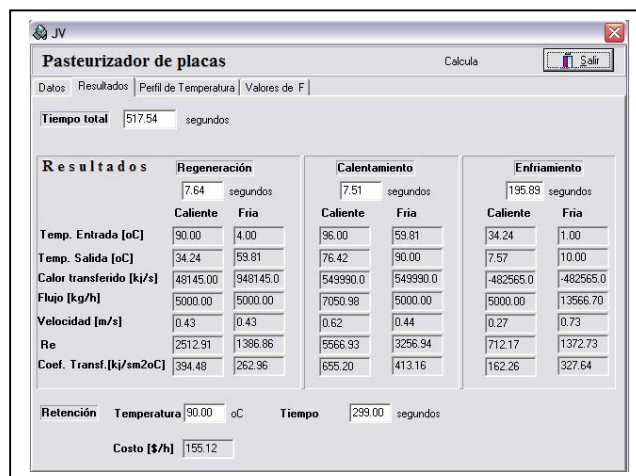 JV
Pasteurizador de placas Calcula Salir
Datos Resultados Perfil de Temperatura Valores de F
Tiempo total 517.54 segundos
Resultados Regeneración Calentamiento Enfriamiento
7.64 segundos 7.51 segundos 195.89 segundos
Caliente Fria Caliente Fria Caliente Fria
Temp. Entrada [oC] 90.00 4.00 96.00 59.81 34.24 1.00
Temp. Salida [oC] 34.24 59.81 76.42 90.00 7.57 10.00
Calor transferido [kj/s] 48145.00 948145.0 549990.0 549990.0 -482565.0 -482565.0
Flujo [kg/h] 5000.00 5000.00 7050.98 5000.00 5000.00 13566.70
Velocidad [m/s] 0.43 0.43 0.62 0.44 0.27 0.73
Re 2512.91 1386.86 5566.93 3256.94 712.17 1372.73
Coef. Transf.[kj/sm2oC] 394.48 262.96 655.20 413.16 162.26 327.64
Retención Temperatura 90.00 oC Tiempo 299.00 segundos
Costo [$/h] 155.12